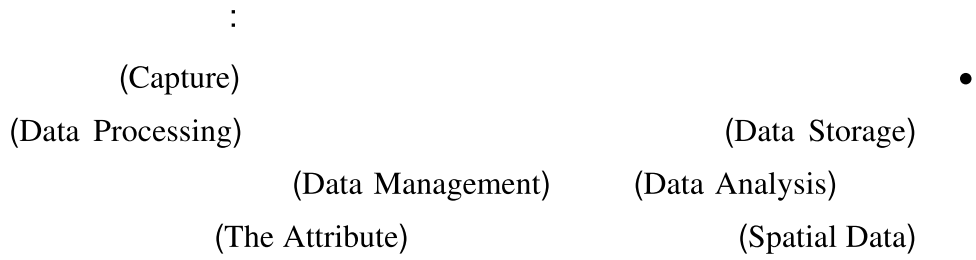 :
• (Capture)
(Data Storage) (Data Processing)
(Data Analysis) (Data Management)
(Spatial Data) (The Attribute)